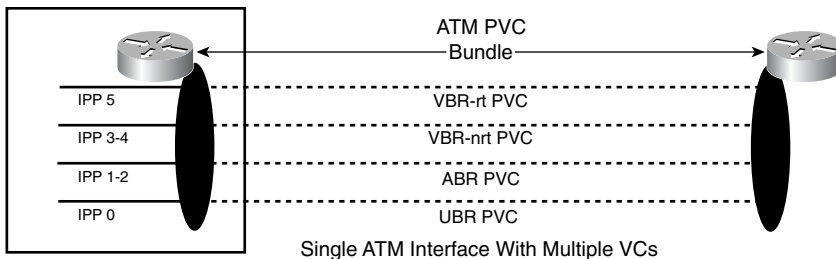 ATM PVC
Bundle
IPP 5
VBR-rt PVC
IPP 3-4
VBR-nrt PVC
IPP 1-2
ABR PVC
IPP 0
UBR PVC
Single ATM Interface With Multiple VCs